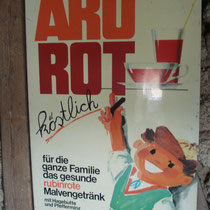 ARO
ROT
köstlich
für die
ganze Familie
das gesunde
rubinrote
Malvengetränk
mit Hagebutte
und Pfefferminz